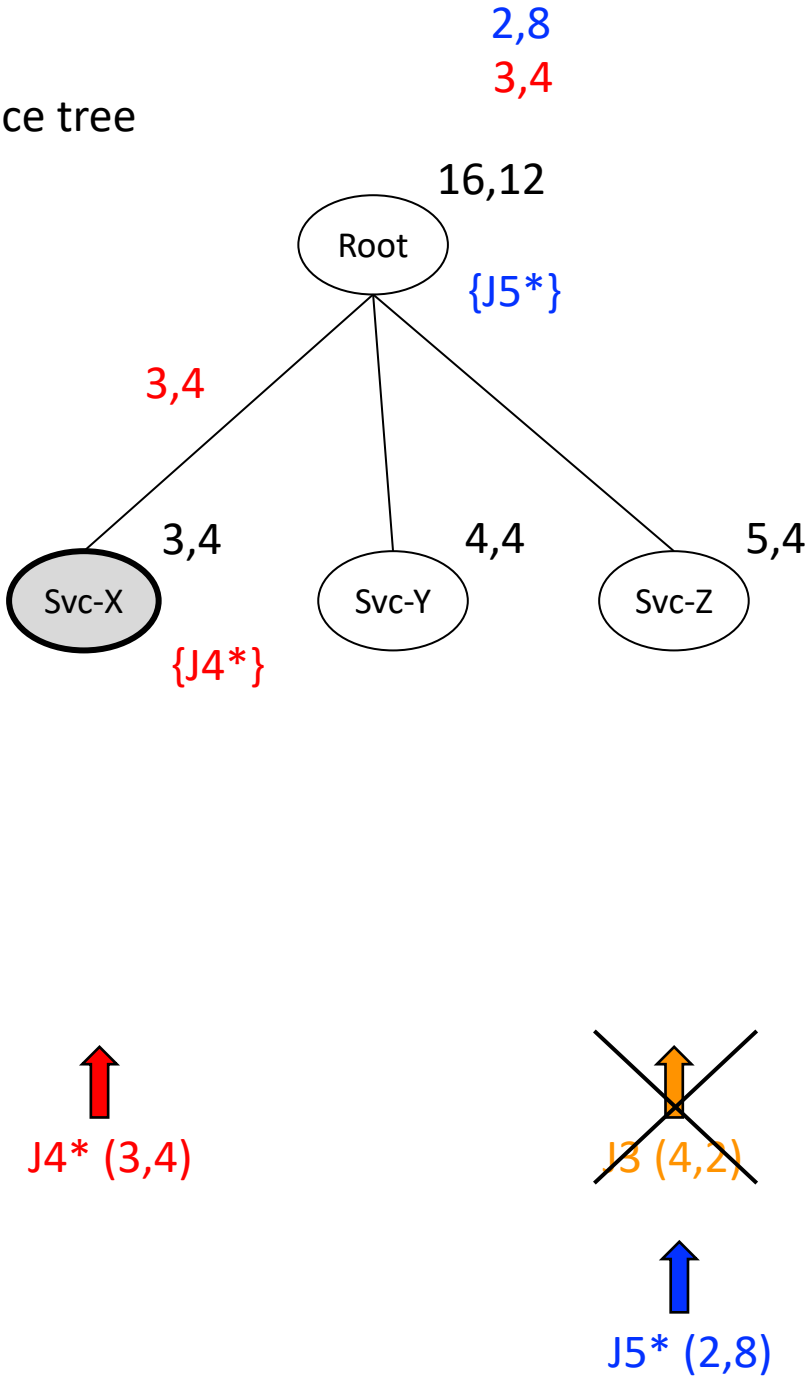 2,8
3,4
ce tree
16,12
Root
{J5*}
3,4
3,4
4,4
5,4
Svc-X
Svc-Y
Svc-Z
{J4*}
J4* (3,4)
J3 (4,2)
J5* (2,8)